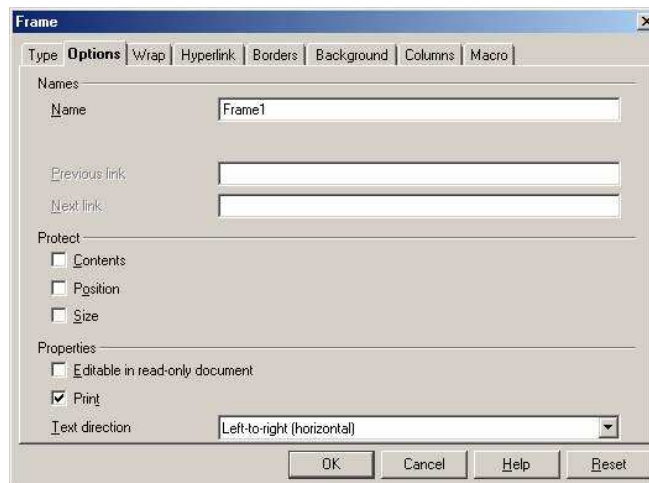 Frame
Type Options Wrap Hyperlink Borders Background Columns Macro
Names
Name Frame1
Previous link
Next link
Protect
Contents
Position
Size
Properties
Editable in read-only document
Print
Text direction Left-to-right (horizontal)
OK Cancel Help Reset